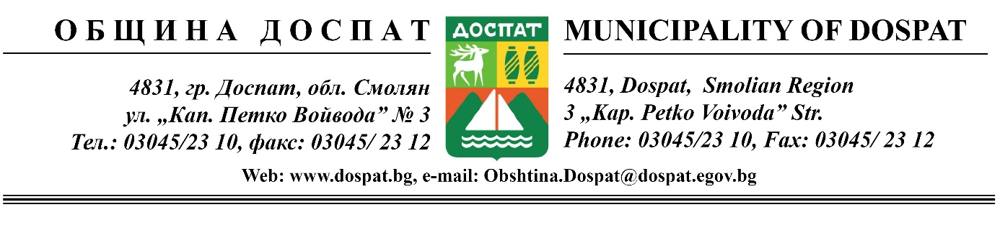 О Б Щ И Н А Д О С П А Т
4831, гр. Доспат, обл. Смолян
ул. „Кап. Петко Войвода” № 3
Тел.: 03045/23 10, факс: 03045/ 23 12
ДОСПАТ
MUNICIPALITY OF DOSPAT
4831, Dospat, Smolian Region
3 „Kap. Petko Voivoda” Str.
Phone: 03045/23 10, Fax: 03045/ 23 12
Web: www.dospat.bg, e-mail: Obshtina.Dospat@dospat.egov.bg